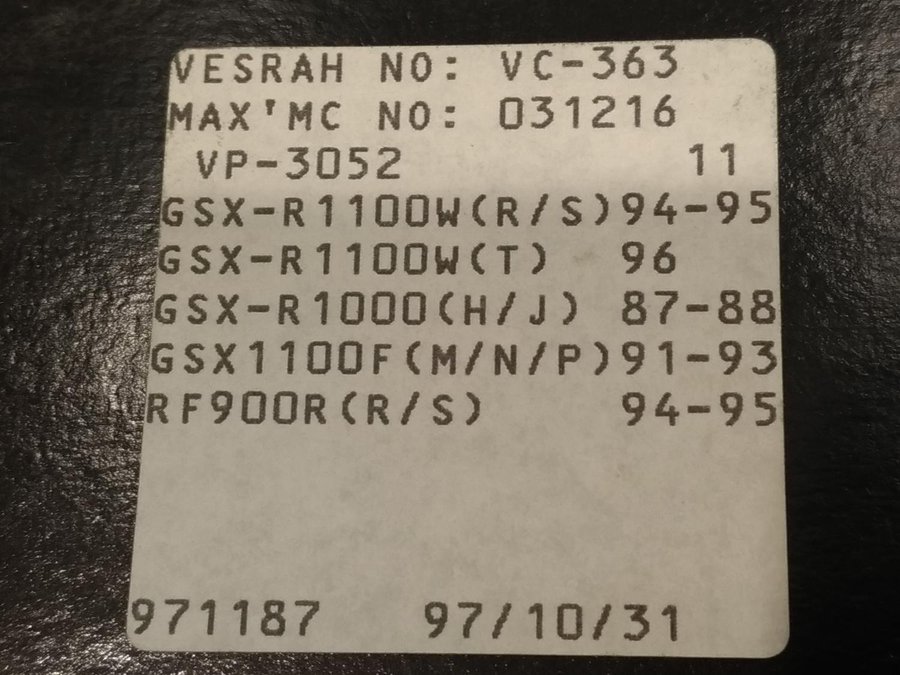 VESRAH NO: VC-363
MAX'MC NO: 031216
VP-3052 11
GSX-R1100W(R/S)94-95
GSX-R1100W(T) 96
GSX-R1000(H/J) 87-88
GSX1100F(M/N/P)91-93
RF900R(R/S) 94-95
971187 97/10/31